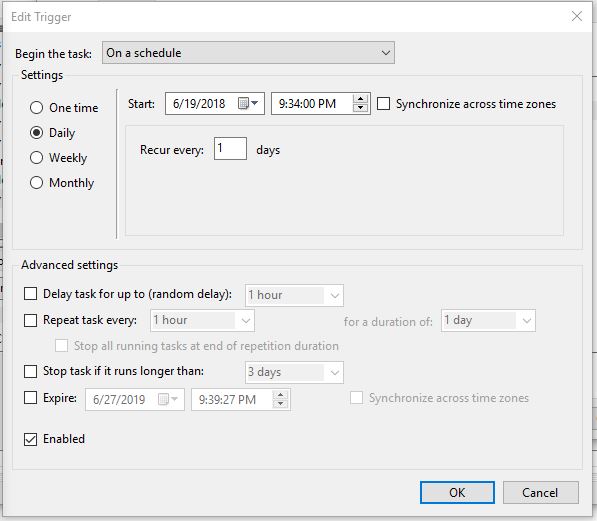 Edit Trigger
Begin the task: On a schedule
Settings
One time
Start: 6/19/2018 9:34:00 PM Synchronize across time zones
Daily
Recur every: 1 days
Weekly
Monthly
Advanced settings
Delay task for up to (random delay): 1 hour
Repeat task every: 1 hour for a duration of: 1 day
Stop all running tasks at end of repetition duration
Stop task if it runs longer than: 3 days
Expire: 6/27/2019 9:39:27 PM Synchronize across time zones
Enabled
OK Cancel